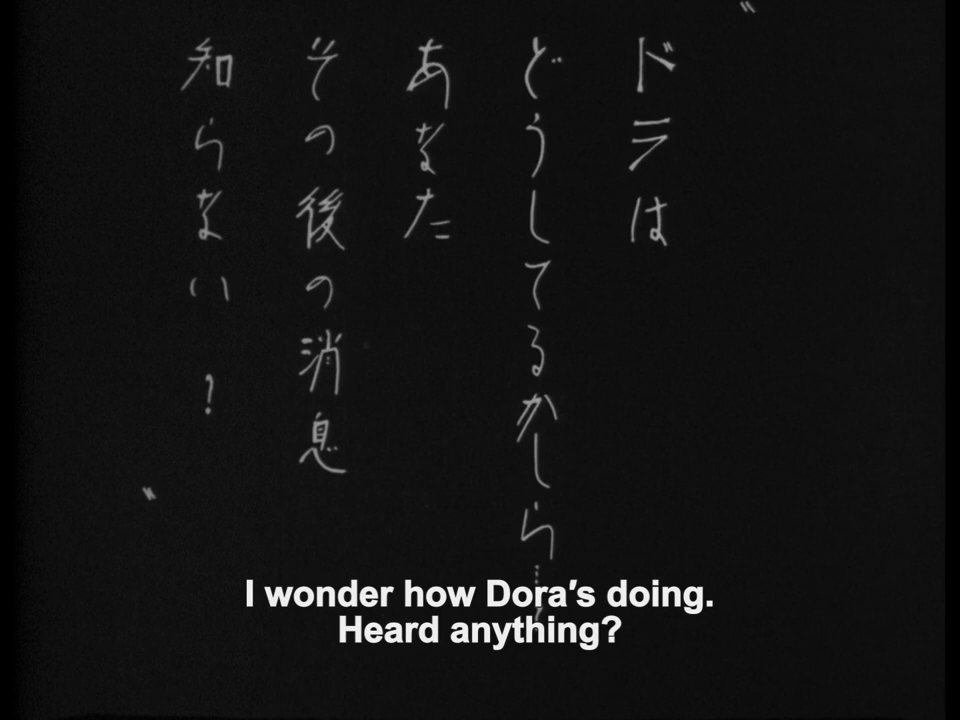 〝
ドラは
どうしてるかしら……
あなた
その後の消息
知らない?
〟
I wonder how Dora's doing.
Heard anything?